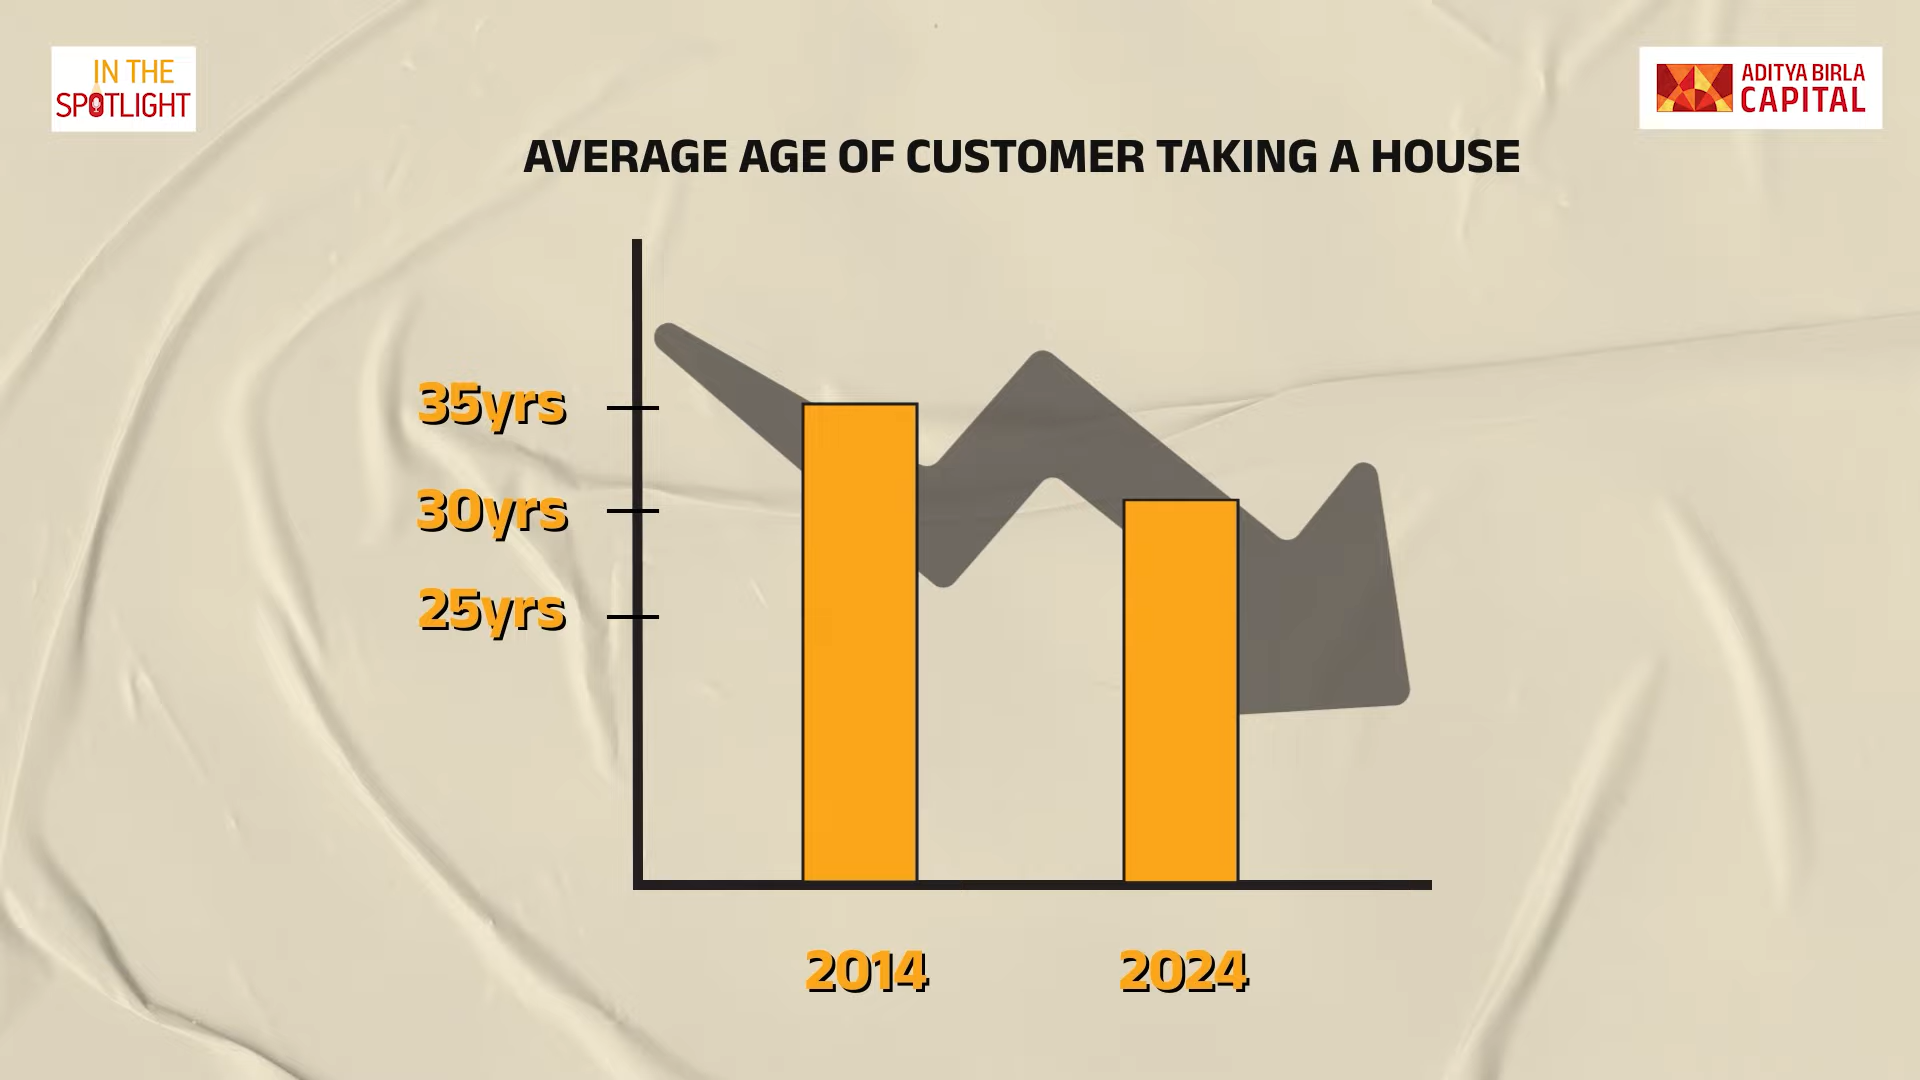 IN THE
SPOTLIGHT
ADITYA BIRLA
CAPITAL
AVERAGE AGE OF CUSTOMER TAKING A HOUSE
35yrs
30yrs
25yrs
2014
2024